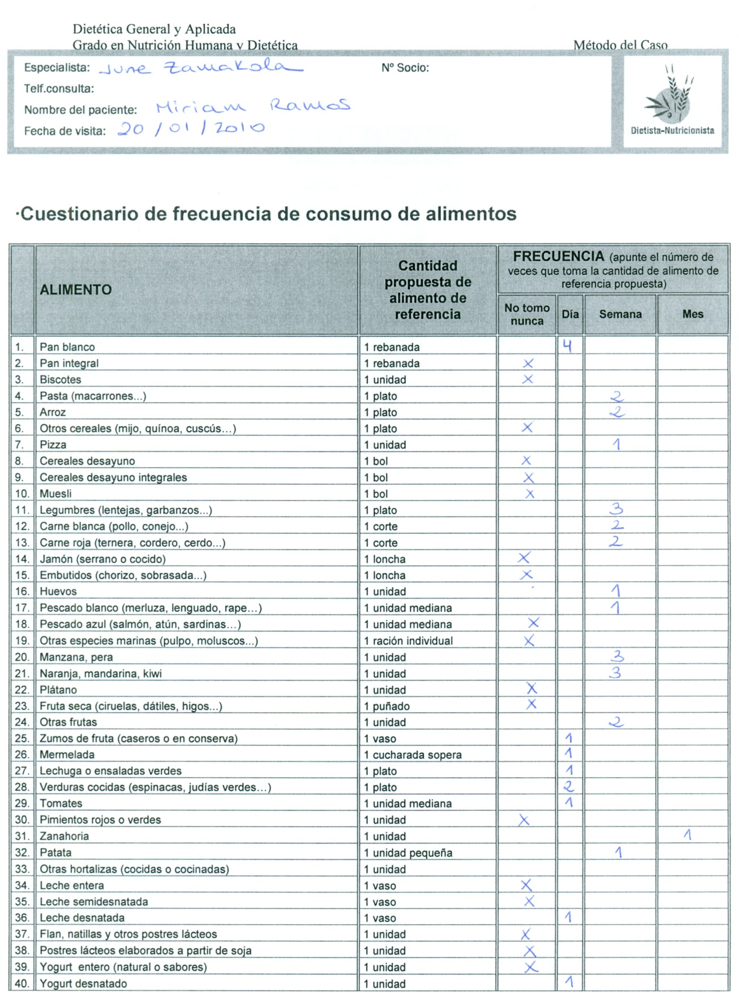 Dietética General y Aplicada
Grado en Nutrición Humana y Dietética Método del Caso
Especialista: June Zamakola Nº Socio:
Telf.consulta:
Nombre del paciente: Miriam Ramos
Fecha de visita: 20/01/2010
Dietista-Nutricionista
·Cuestionario de frecuencia de consumo de alimentos
ALIMENTO
Cantidad
propuesta de
alimento de
referencia
FRECUENCIA (apunte el número de
veces que toma la cantidad de alimento de
referencia propuesta)
No tomo
nunca
Día
Semana
Mes
1. Pan blanco 1 rebanada 4
2. Pan integral 1 rebanada X
3. Biscotes 1 unidad X
4. Pasta (macarrones...) 1 plato 2
5. Arroz 1 plato 2
6. Otros cereales (mijo, quínoa, cuscús...) 1 plato X
7. Pizza 1 unidad 1
8. Cereales desayuno 1 bol X
9. Cereales desayuno integrales 1 bol X
10. Muesli 1 bol X
11. Legumbres (lentejas, garbanzos...) 1 plato 3
12. Carne blanca (pollo, conejo...) 1 corte 2
13. Carne roja (ternera, cordero, cerdo...) 1 corte 2
14. Jamón (serrano o cocido) 1 loncha X
15. Embutidos (chorizo, sobrasada...) 1 loncha X
16. Huevos 1 unidad 1
17. Pescado blanco (merluza, lenguado, rape...) 1 unidad mediana 1
18. Pescado azul (salmón, atún, sardinas...) 1 unidad mediana X
19. Otras especies marinas (pulpo, moluscos...) 1 ración individual X
20. Manzana, pera 1 unidad 3
21. Naranja, mandarina, kiwi 1 unidad 3
22. Plátano 1 unidad X
23. Fruta seca (ciruelas, dátiles, higos...) 1 puñado X
24. Otras frutas 1 unidad 2
25. Zumos de fruta (caseros o en conserva) 1 vaso 1
26. Mermelada 1 cucharada sopera 1
27. Lechuga o ensaladas verdes 1 plato 1
28. Verduras cocidas (espinacas, judías verdes...) 1 plato 2
29. Tomates 1 unidad mediana 1
30. Pimientos rojos o verdes 1 unidad X
31. Zanahoria 1 unidad 1
32. Patata 1 unidad pequeña 1
33. Otras hortalizas (cocidas o cocinadas) 1 unidad
34. Leche entera 1 vaso X
35. Leche semidesnatada 1 vaso X
36. Leche desnatada 1 vaso 1
37. Flan, natillas y otros postres lácteos 1 unidad X
38. Postres lácteos elaborados a partir de soja 1 unidad X
39. Yogurt entero (natural o sabores) 1 unidad X
40. Yogurt desnatado 1 unidad 1